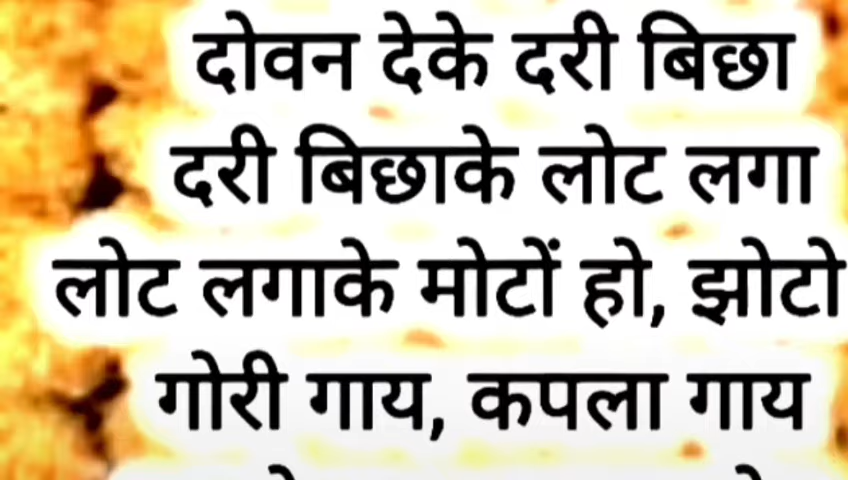 दोवन देके दरी बिछा
दरी बिछाके लोट लगा
लोट लगाके मोटों हो, झोटो
गोरी गाय, कपला गाय